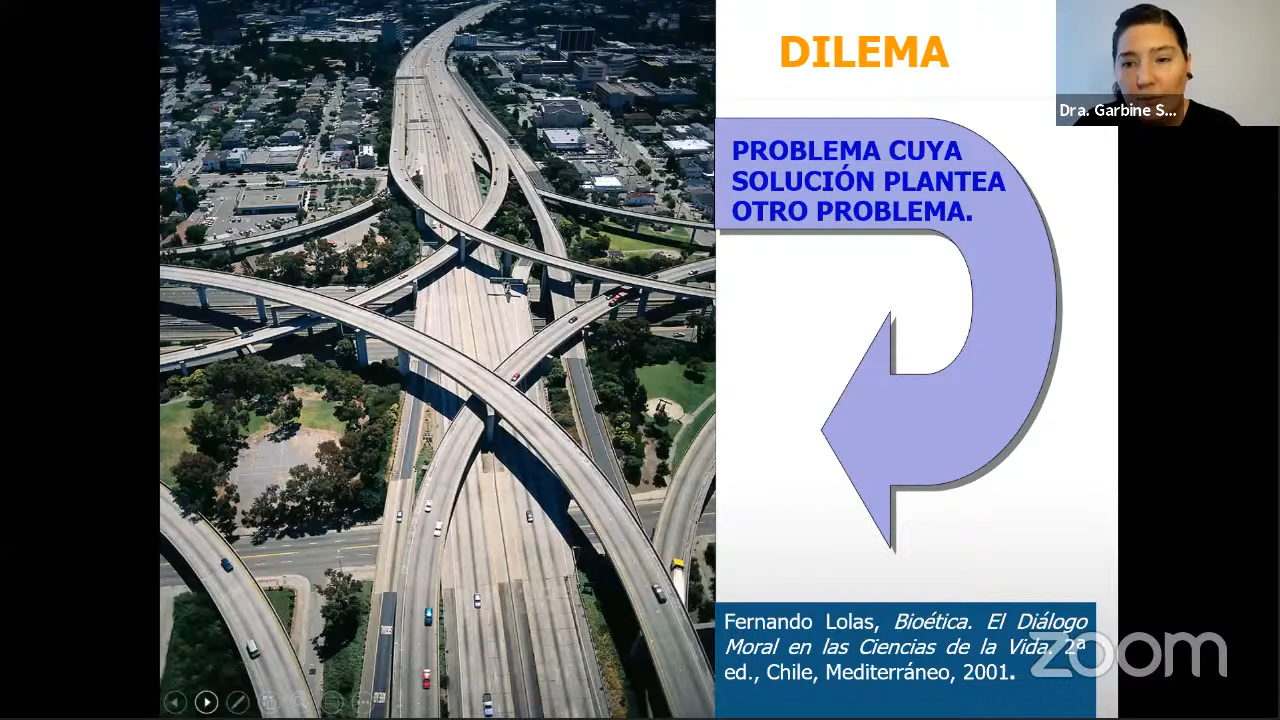 DILEMA
Dra. Garbine S...
PROBLEMA CUYA
SOLUCIÓN PLANTEA
OTRO PROBLEMA.
Fernando Lolas, Bioética. El Diálogo
Moral en las Ciencias de la Vida. 2ª
ed., Chile, Mediterráneo, 2001.
zoom